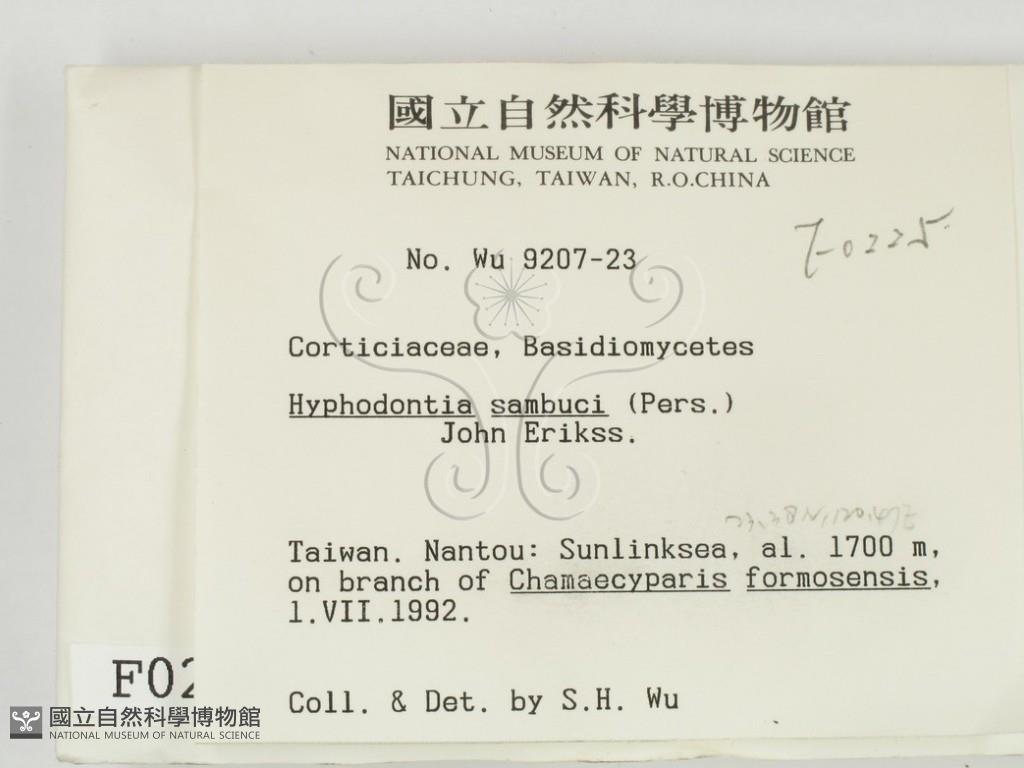 國立自然科學博物館
NATIONAL MUSEUM OF NATURAL SCIENCE
TAICHUNG, TAIWAN, R.O.CHINA
No. Wu 9207-23
Corticiaceae, Basidiomycetes
Hyphodontia sambuci (Pers.)
John Erikss.
Taiwan. Nantou: Sunlinksea, al. 1700 m,
on branch of Chamaecyparis formosensis,
1.VII.1992.
Coll. & Det. by S.H. Wu
F02
國立自然科學博物館
NATIONAL MUSEUM OF NATURAL SCIENCE